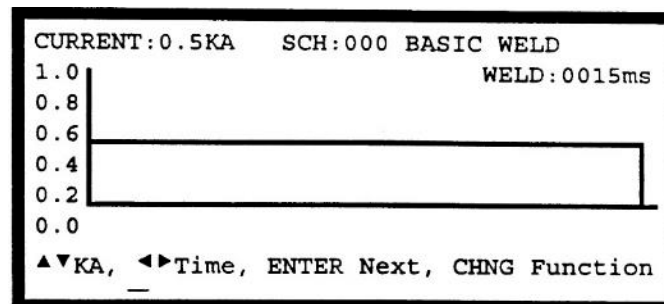 CURRENT:0.5KA SCH:000 BASIC WELD
WELD:0015ms
1.0
0.8
0.6
0.4
0.2
0.0
▲▼KA, ◄►Time, ENTER Next, CHNG Function